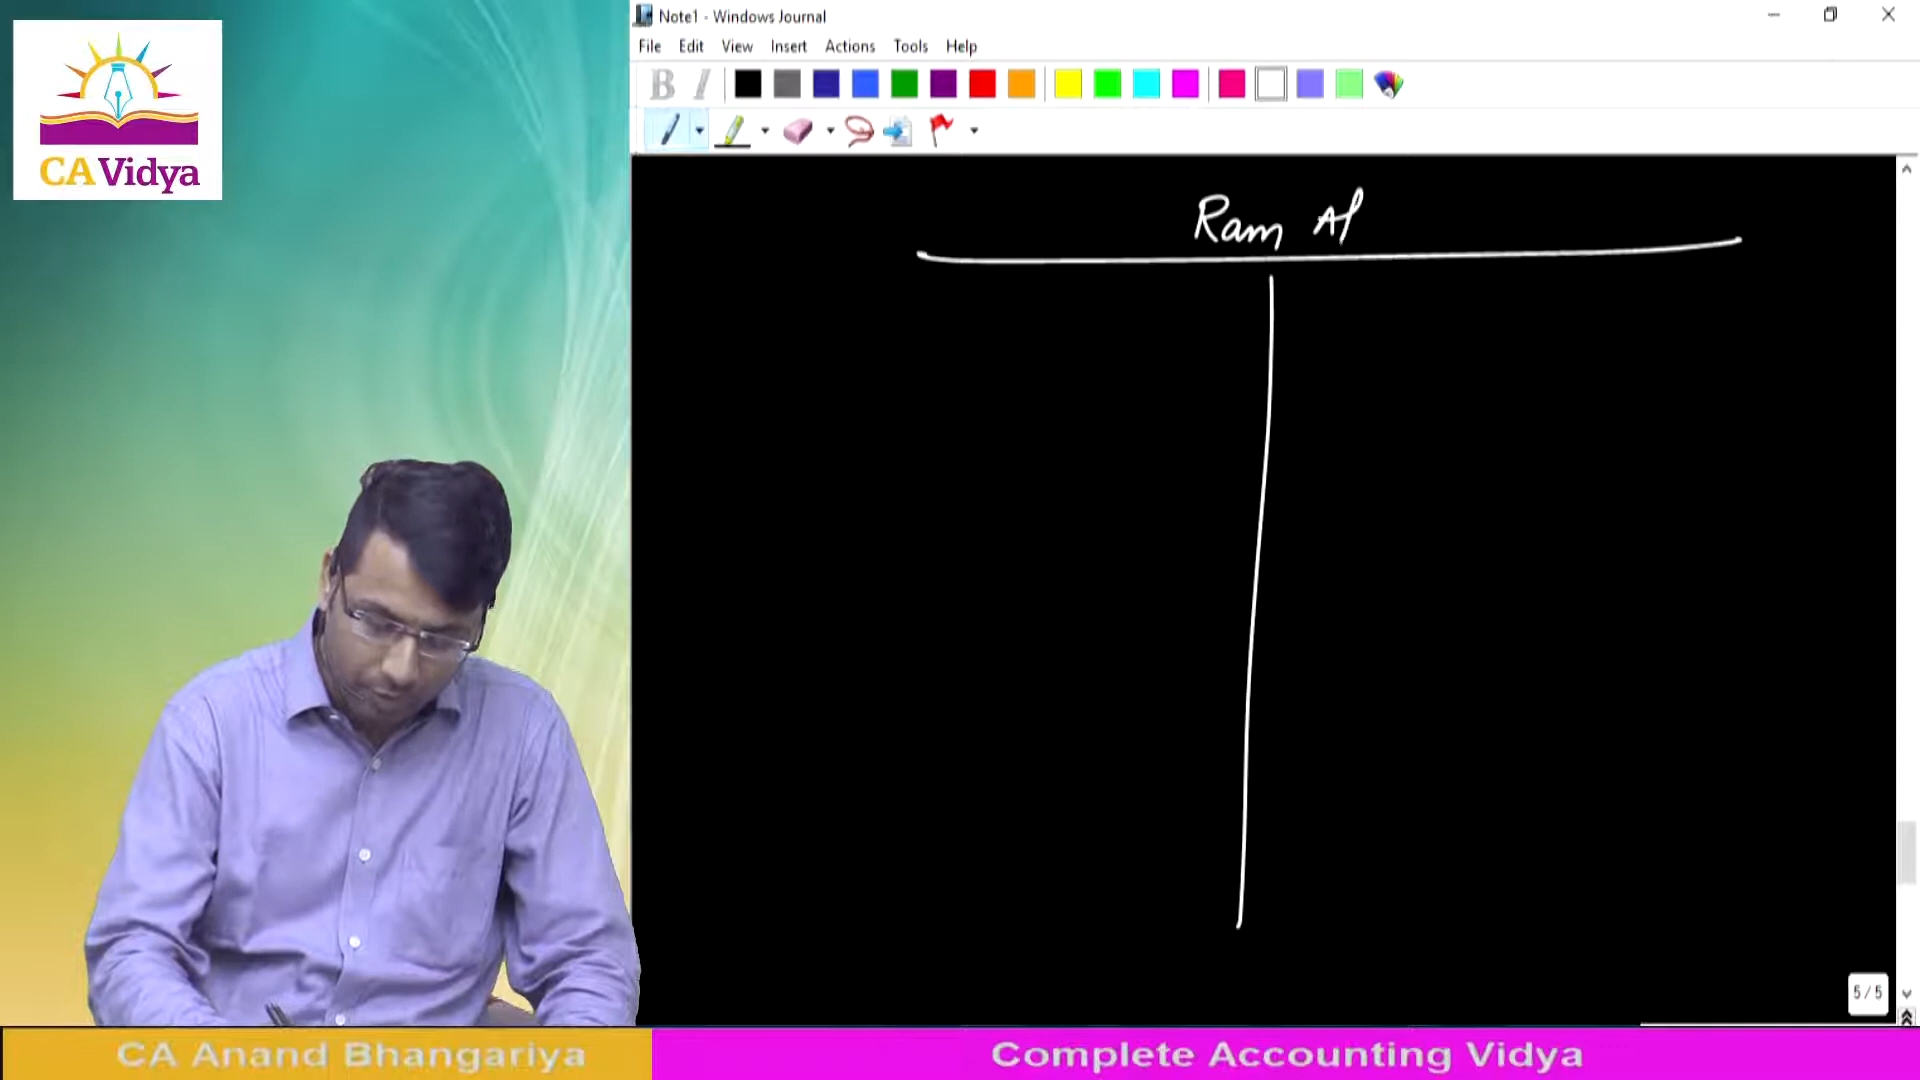 CA Vidya
Note1 - Windows Journal
File Edit View Insert Actions Tools Help
B I
Ram A/
5 / 5
CA Anand Bhangariya
Complete Accounting Vidya